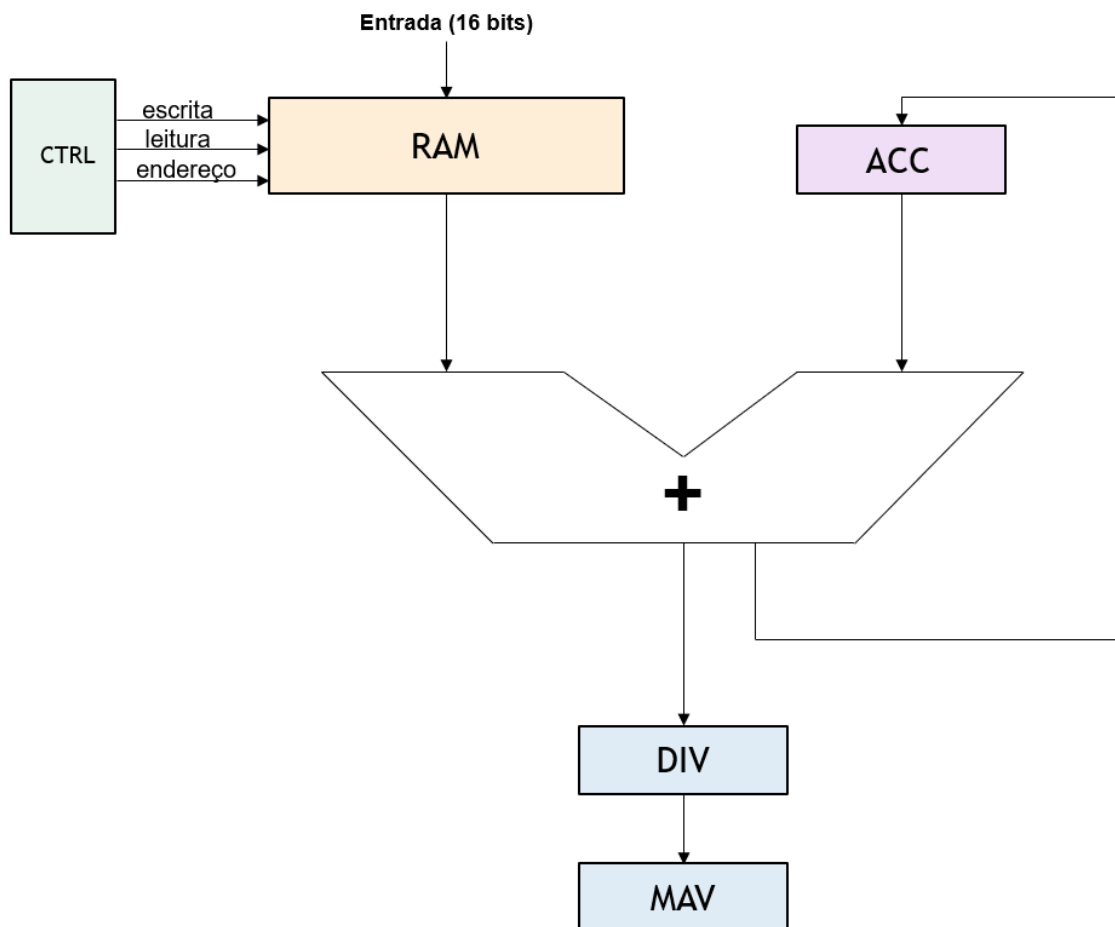 Entrada (16 bits)
escrita
leitura
endereço
CTRL
RAM
ACC
+
DIV
MAV